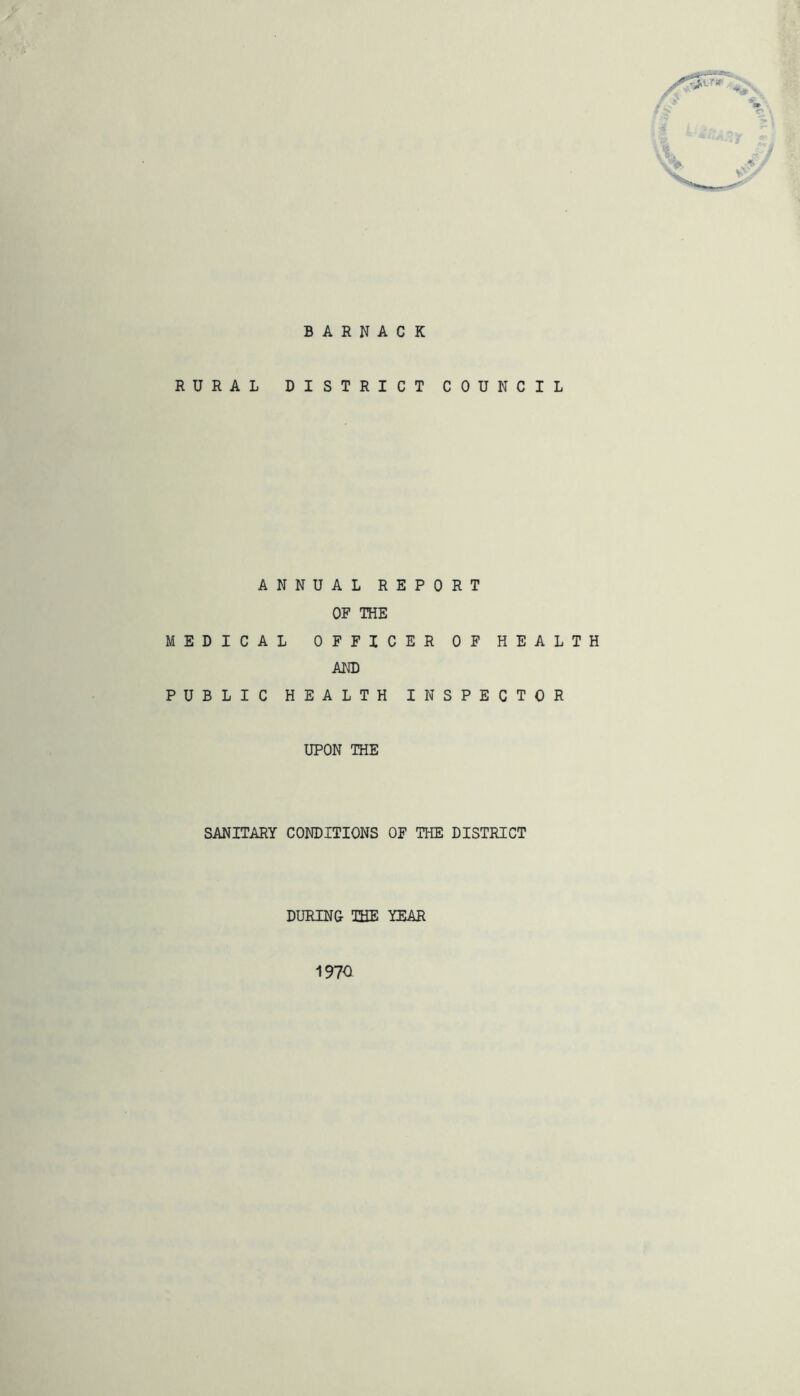 LIBRARY
BARNACK
RURAL DISTRICT COUNCIL
ANNUAL REPORT
OF THE
MEDICAL OFFICER OF HEALTH
AND
PUBLIC HEALTH INSPECTOR
UPON THE
SANITARY CONDITIONS OF THE DISTRICT
DURING THE YEAR
1970